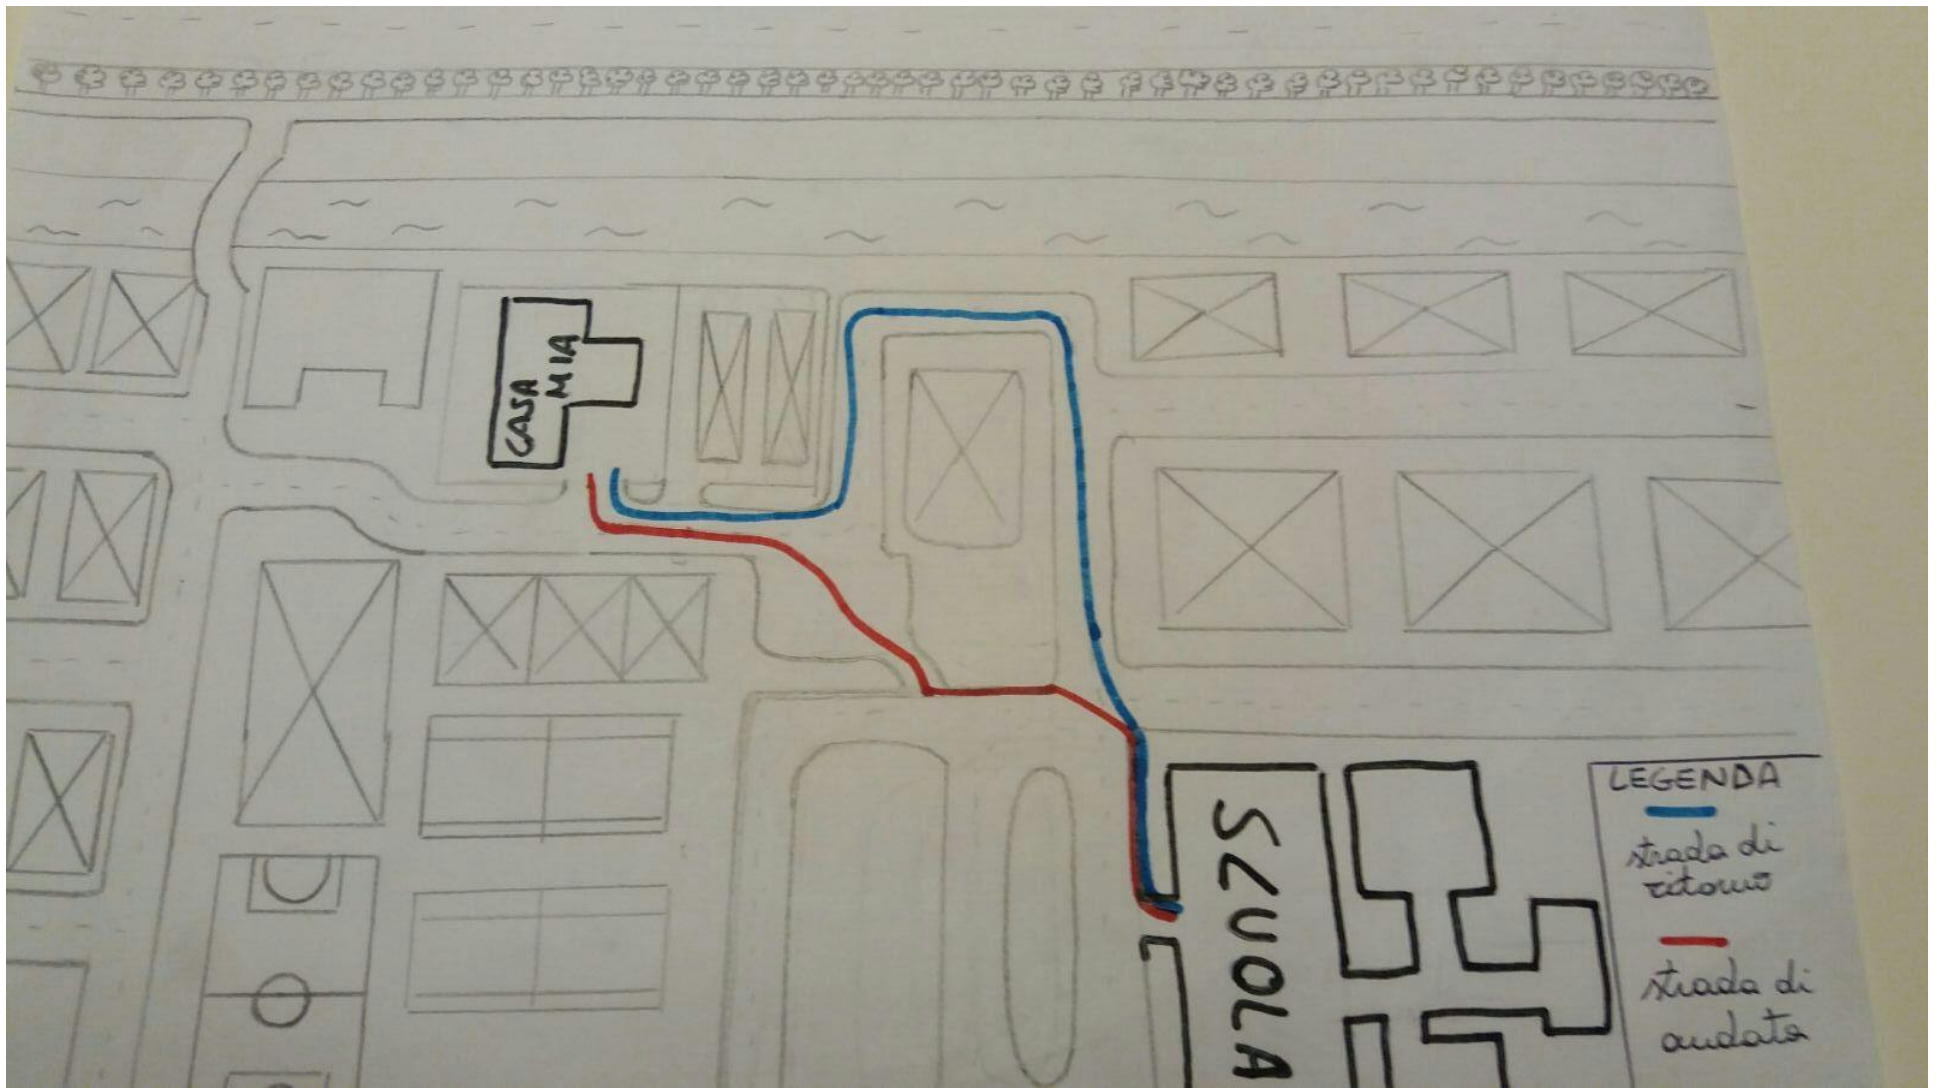 CASA
MIA
SCUOLA
LEGENDA
strada di
ritorno
strada di
andata